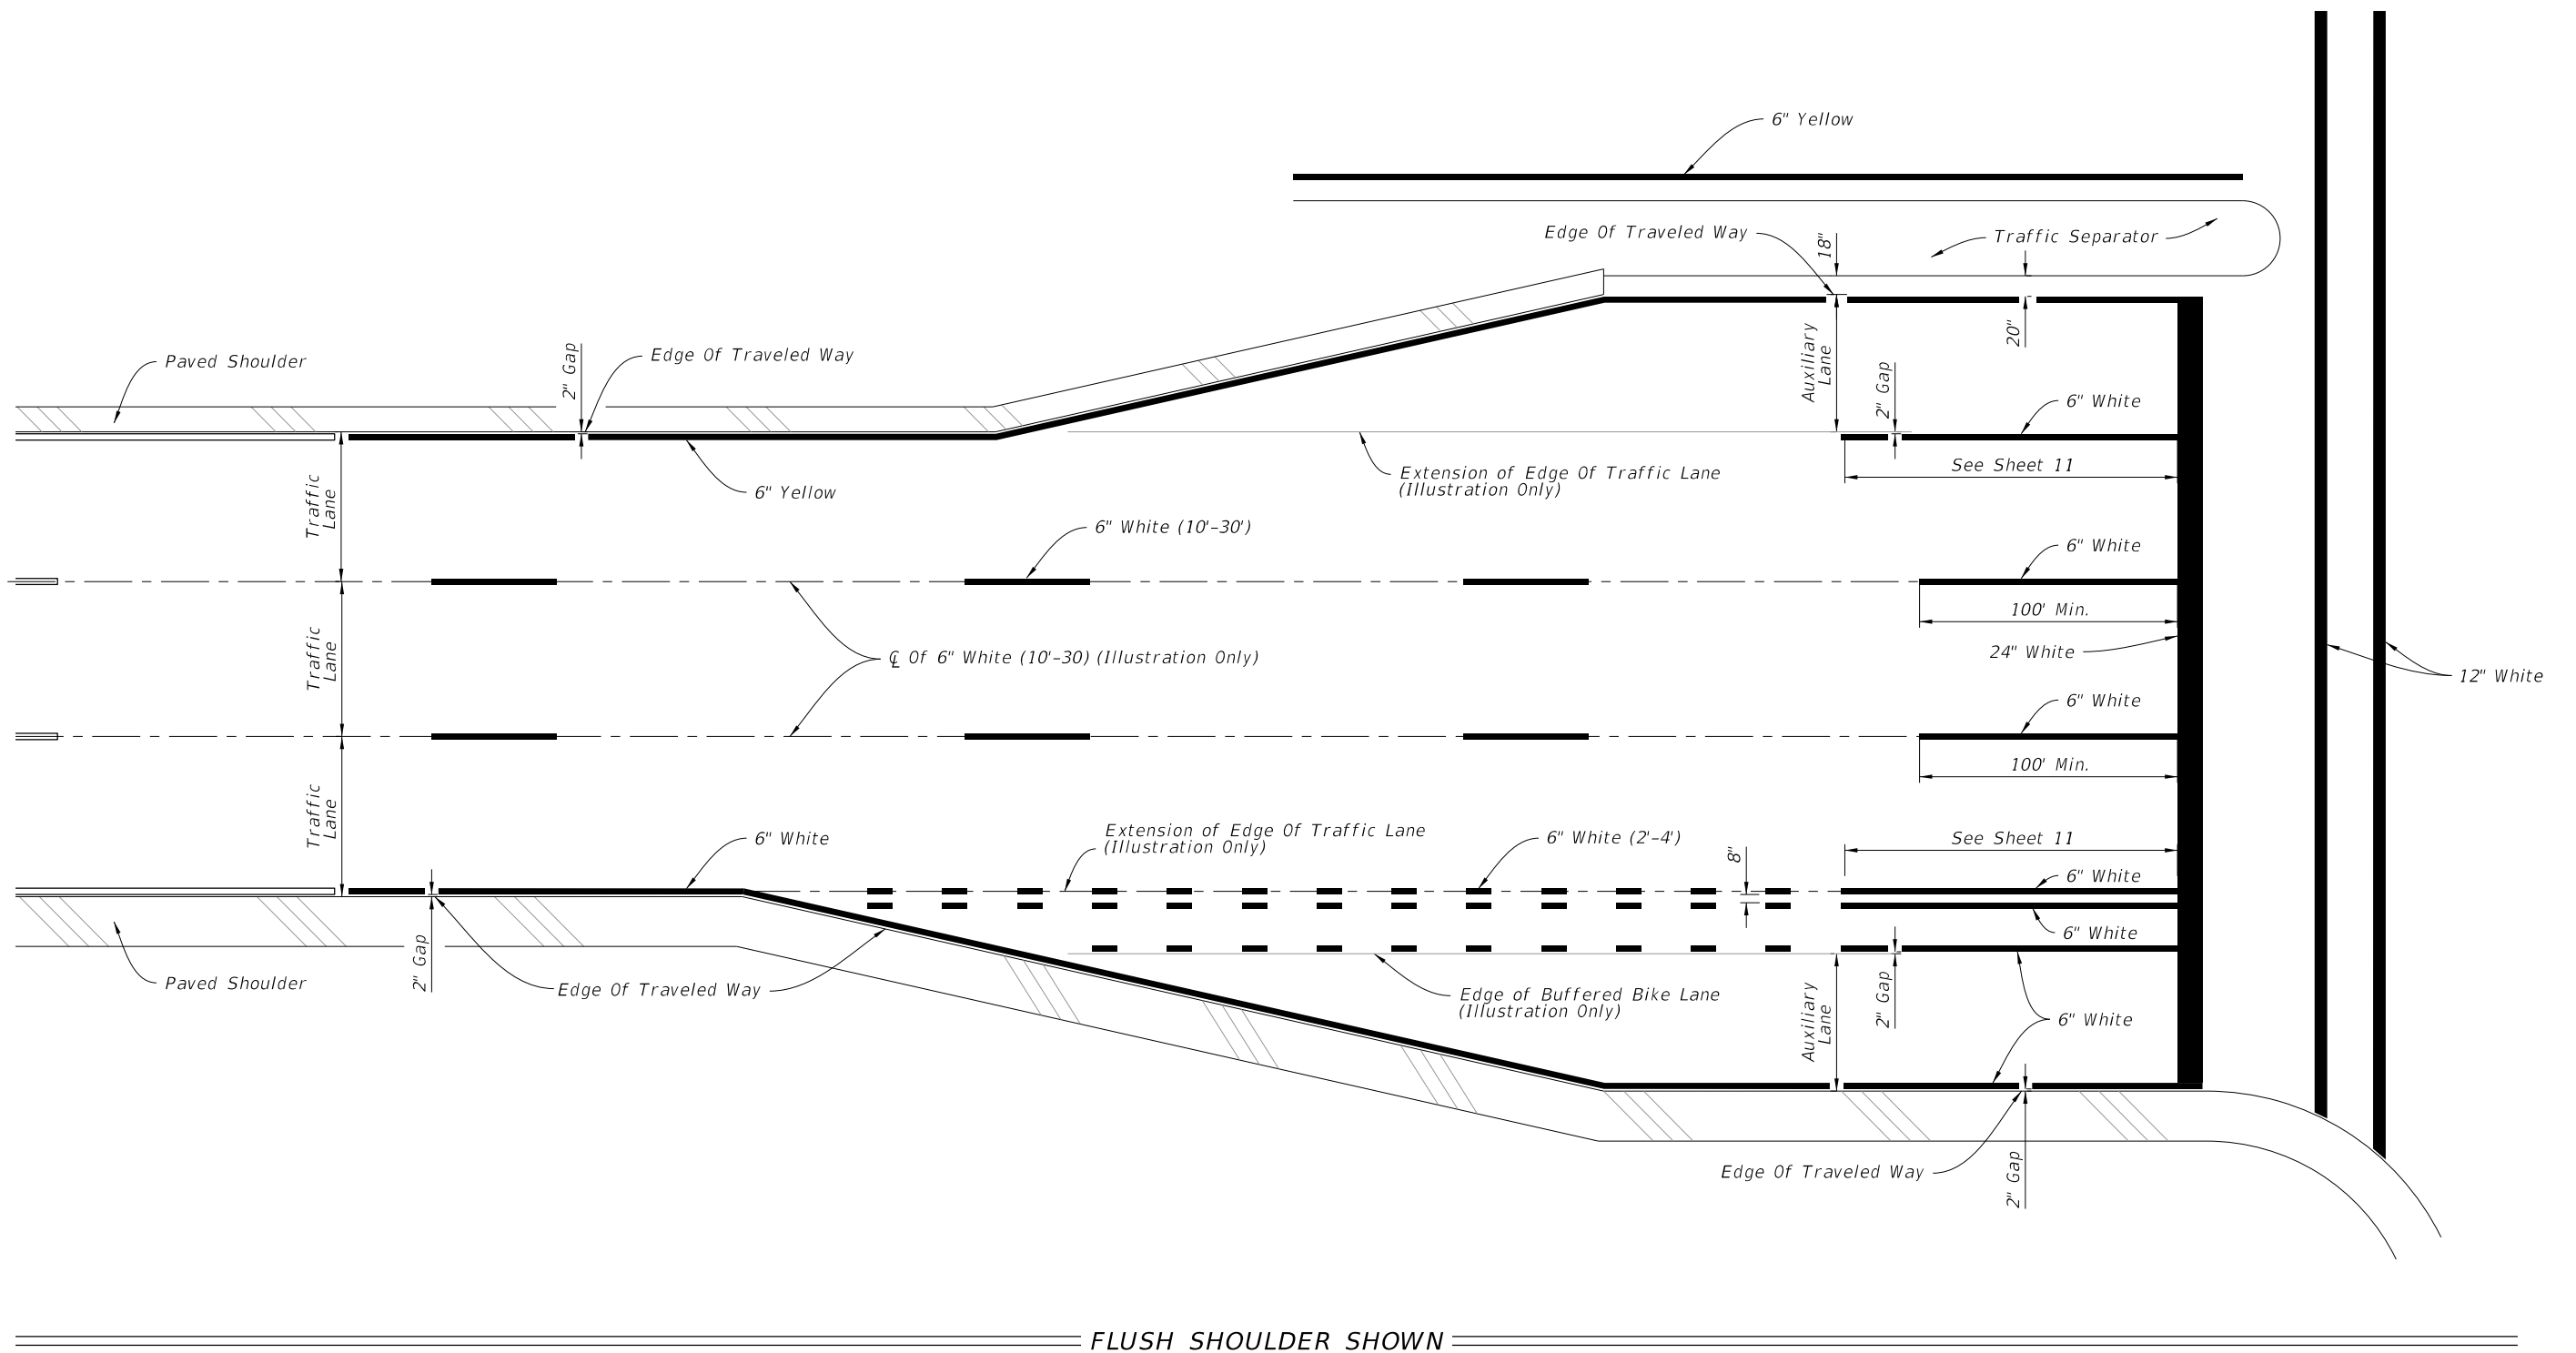 6" Yellow
Edge Of Traveled Way
18"
Traffic Separator
20"
Paved Shoulder
2" Gap
Edge Of Traveled Way
Auxiliary
Lane
2" Gap
6" White
See Sheet 11
Extension of Edge Of Traffic Lane
(Illustration Only)
6" Yellow
Traffic
Lane
6" White (10'-30')
6" White
100' Min.
24" White
Traffic
Lane
℄ Of 6" White (10'-30) (Illustration Only)
12" White
6" White
100' Min.
Traffic
Lane
6" White
Extension of Edge Of Traffic Lane
(Illustration Only)
6" White (2'-4')
8"
See Sheet 11
6" White
6" White
2" Gap
Paved Shoulder
Edge Of Traveled Way
Edge of Buffered Bike Lane
(Illustration Only)
Auxiliary
Lane
2" Gap
6" White
Edge Of Traveled Way
2" Gap
FLUSH SHOULDER SHOWN